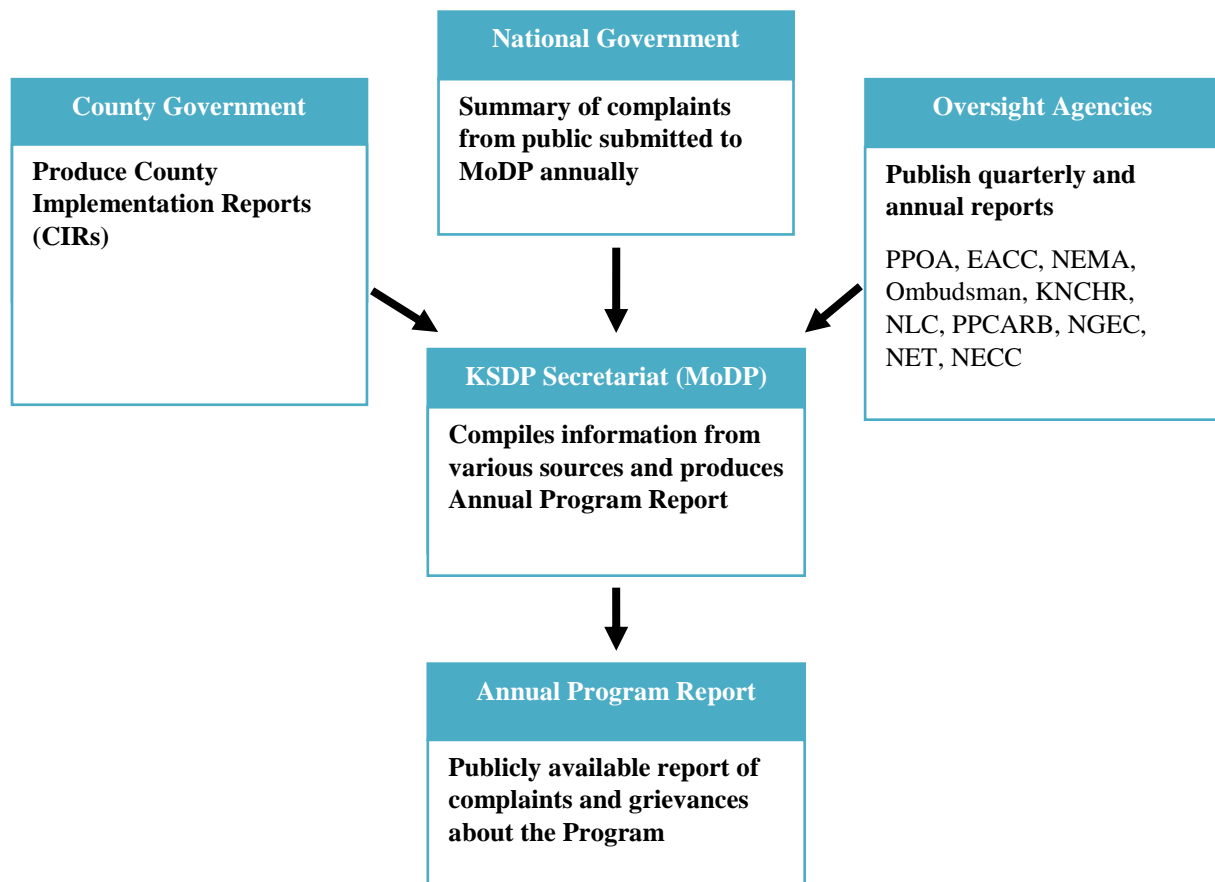 National Government
Summary of complaints
from public submitted to
MoDP annually
County Government
Produce County
Implementation Reports
(CIRs)
Oversight Agencies
Publish quarterly and
annual reports
PPOA, EACC, NEMA,
Ombudsman, KNCHR,
NLC, PPCARB, NGEC,
NET, NECC
KSDP Secretariat (MoDP)
Compiles information from
various sources and produces
Annual Program Report
Annual Program Report
Publicly available report of
complaints and grievances
about the Program